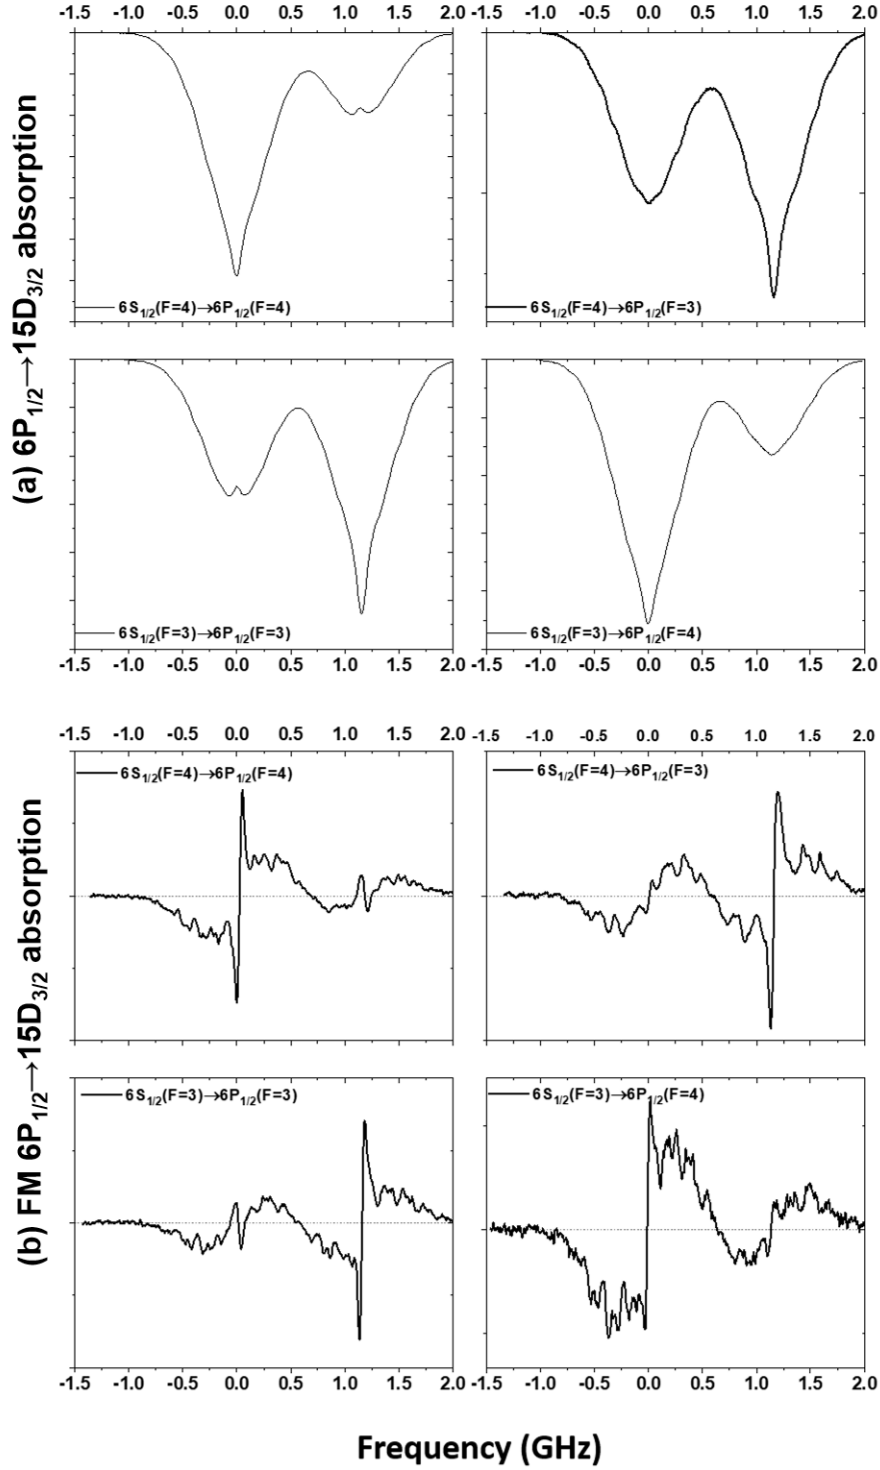 -1.5 -1.0 -0.5 0.0 0.5 1.0 1.5 2.0 -1.5 -1.0 -0.5 0.0 0.5 1.0 1.5 2.0
(a) 6P1/2→15D3/2 absorption
6S1/2(F=4)→6P1/2(F=4)
6S1/2(F=4)→6P1/2(F=3)
6S1/2(F=3)→6P1/2(F=3)
6S1/2(F=3)→6P1/2(F=4)
-1.5 -1.0 -0.5 0.0 0.5 1.0 1.5 2.0 -1.5 -1.0 -0.5 0.0 0.5 1.0 1.5 2.0
-1.5 -1.0 -0.5 0.0 0.5 1.0 1.5 2.0 -1.5 -1.0 -0.5 0.0 0.5 1.0 1.5 2.0
(b) FM 6P1/2→15D3/2 absorption
6S1/2(F=4)→6P1/2(F=4)
6S1/2(F=4)→6P1/2(F=3)
6S1/2(F=3)→6P1/2(F=3)
6S1/2(F=3)→6P1/2(F=4)
-1.5 -1.0 -0.5 0.0 0.5 1.0 1.5 2.0 -1.5 -1.0 -0.5 0.0 0.5 1.0 1.5 2.0
Frequency (GHz)